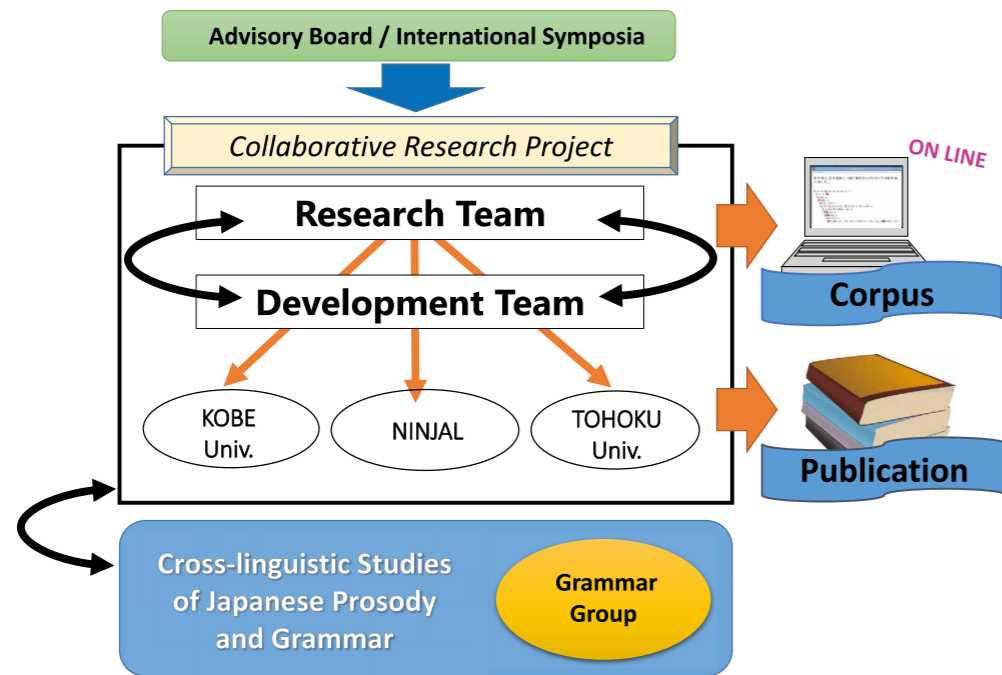 Advisory Board / International Symposia
Collaborative Research Project
Research Team
Development Team
KOBE
Univ.
NINJAL
TOHOKU
Univ.
ON LINE
Corpus
Publication
Cross-linguistic Studies
of Japanese Prosody
and Grammar
Grammar
Group